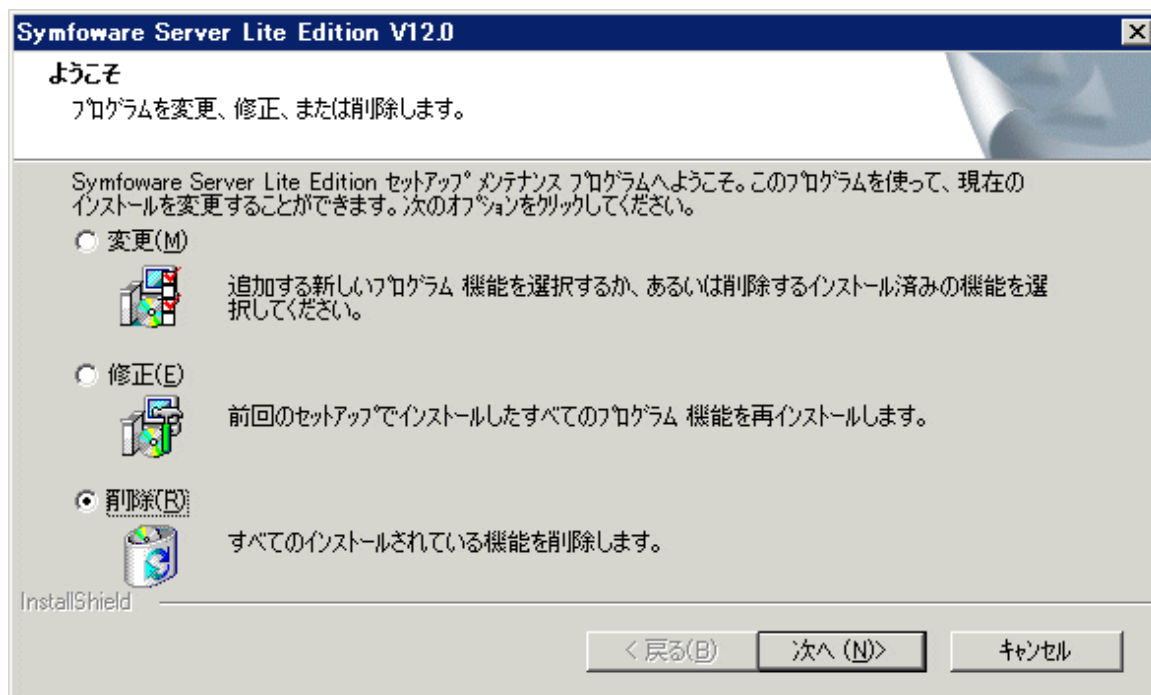 Symfoware Server Lite Edition V12.0
ようこそ
プログラムを変更、修正、または削除します。
Symfoware Server Lite Edition セットアップ メンテナンス プログラムへようこそ。このプログラムを使って、現在の
インストールを変更することができます。次のオプションをクリックしてください。
変更(M)
追加する新しいプログラム 機能を選択するか、あるいは削除するインストール済みの機能を選
択してください。
修正(E)
前回のセットアップでインストールしたすべてのプログラム 機能を再インストールします。
削除(R)
すべてのインストールされている機能を削除します。
InstallShield
< 戻る(B) 次へ (N)> キャンセル